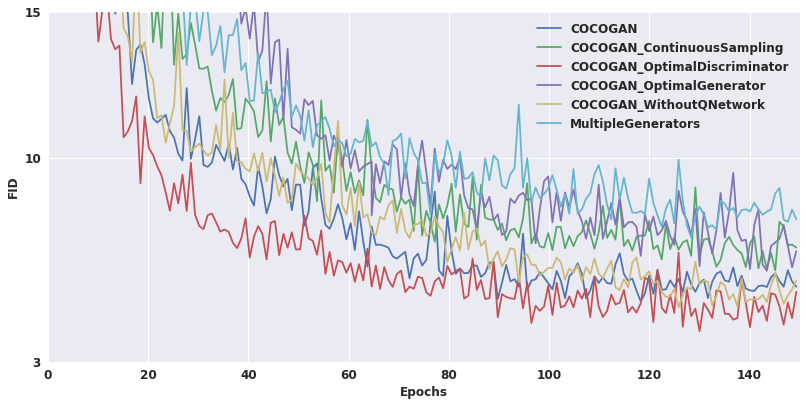 15
10
3
FID
0 20 40 60 80 100 120 140
Epochs
COCOGAN
COCOGAN_ContinuousSampling
COCOGAN_OptimalDiscriminator
COCOGAN_OptimalGenerator
COCOGAN_WithoutQNetwork
MultipleGenerators